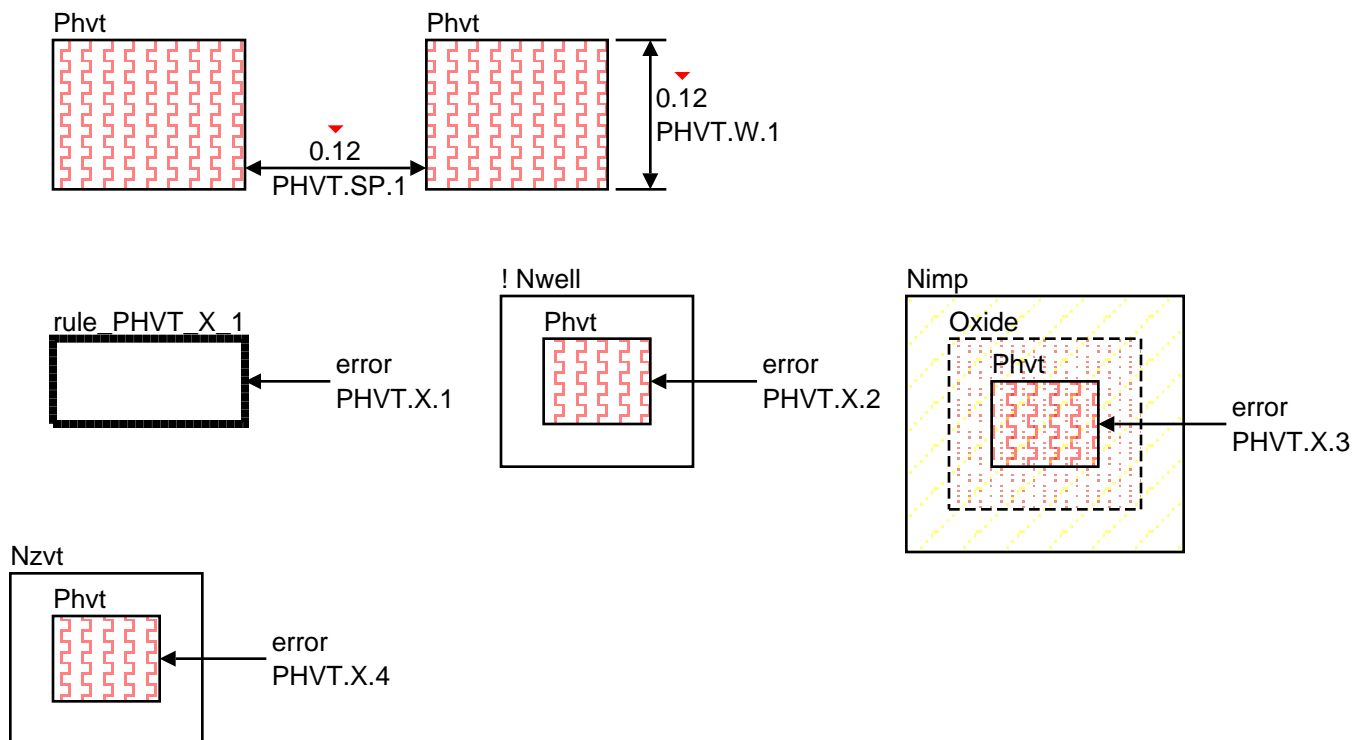 Phvt
Phvt
0.12
PHVT.SP.1
0.12
PHVT.W.1
rule_PHVT_X_1
error
PHVT.X.1
! Nwell
Phvt
error
PHVT.X.2
Nimp
Oxide
Phvt
error
PHVT.X.3
Nzvt
Phvt
error
PHVT.X.4